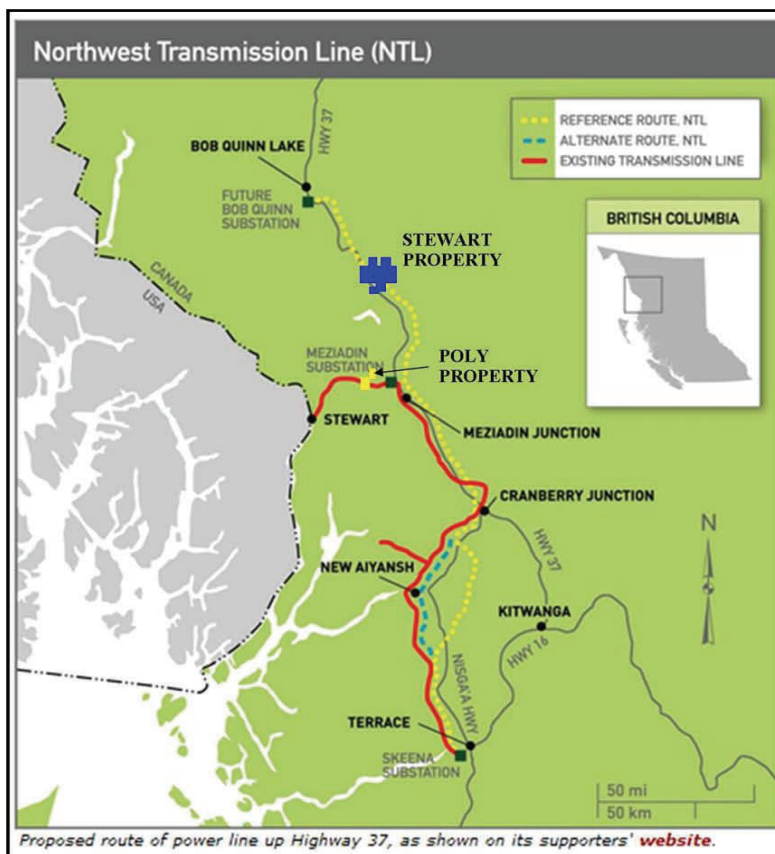 Northwest Transmission Line (NTL)
REFERENCE ROUTE, NTL
ALTERNATE ROUTE, NTL
EXISTING TRANSMISSION LINE
HWY 37
BOB QUINN LAKE
FUTURE
BOB QUINN
SUBSTATION
BRITISH COLUMBIA
STEWART
PROPERTY
CANADA
USA
MEZIADIN
SUBSTATION
POLY
PROPERTY
STEWART
MEZIADIN JUNCTION
CRANBERRY JUNCTION
N
NEW AIYANSH
HWY 37
KITWANGA
HWY 16
NISGA'A HWY
TERRACE
SKEENA
SUBSTATION
50 mi
50 km
Proposed route of power line up Highway 37, as shown on its supporters' website.